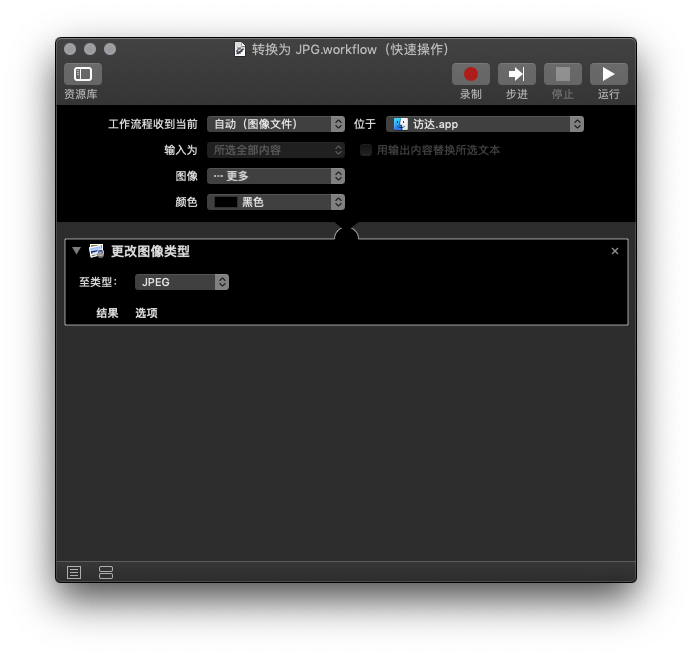 转换为 JPG.workflow（快速操作）
资源库
录制
步进
停止
运行
工作流程收到当前 自动（图像文件） 位于 访达.app
输入为 所选全部内容 用输出内容替换所选文本
图像 ··· 更多
颜色 黑色
更改图像类型
至类型： JPEG
结果 选项